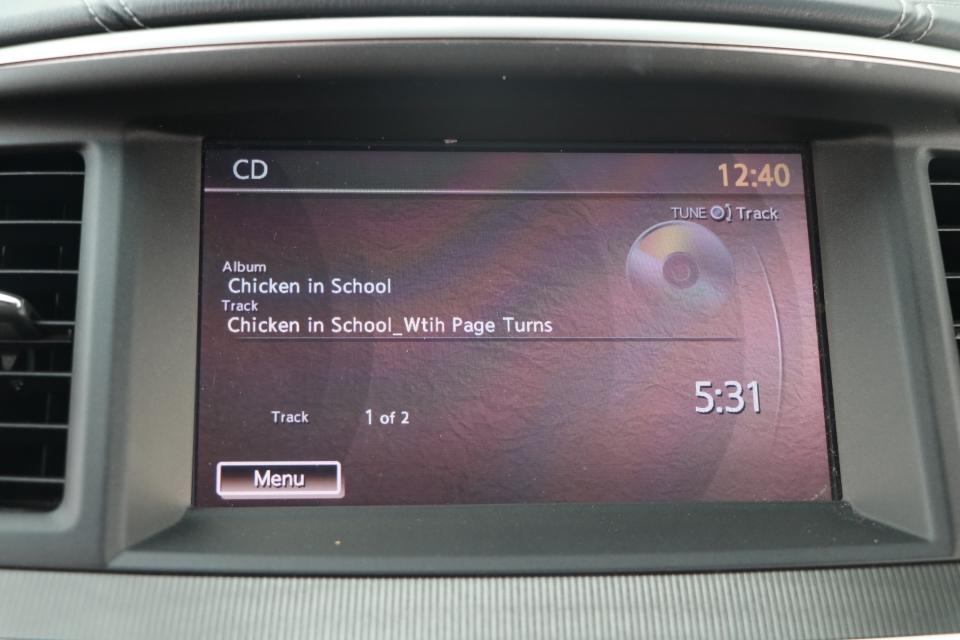 CD
12:40
TUNE Track
Album
Chicken in School
Track
Chicken in School_Wtih Page Turns
5:31
Track 1 of 2
Menu